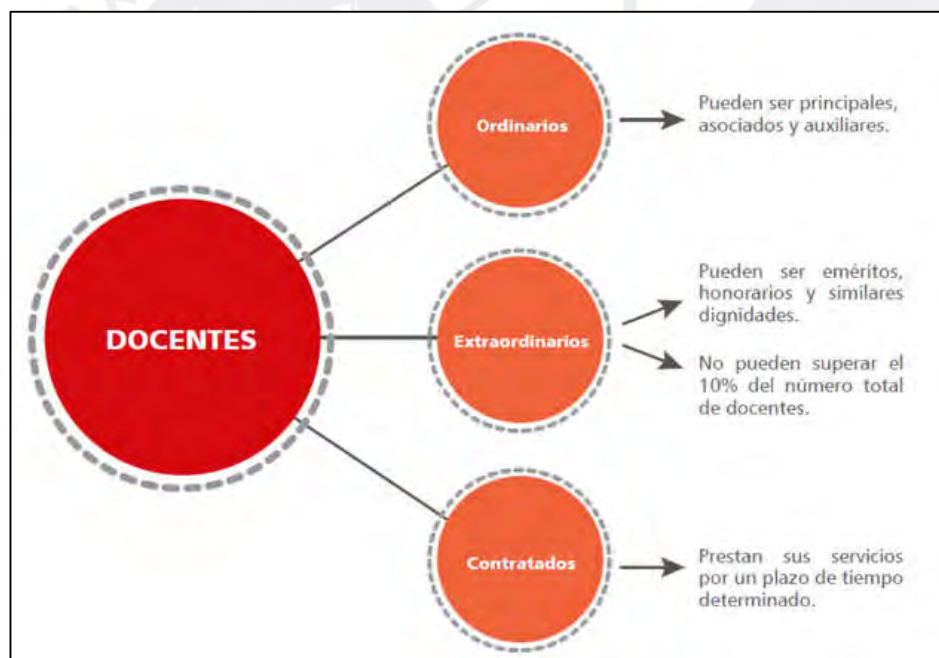 DOCENTES
Ordinarios
Pueden ser principales,
asociados y auxiliares.
Extraordinarios
Pueden ser eméritos,
honorarios y similares
dignidades.
No pueden superar el
10% del número total
de docentes.
Contratados
Prestan sus servicios
por un plazo de tiempo
determinado.